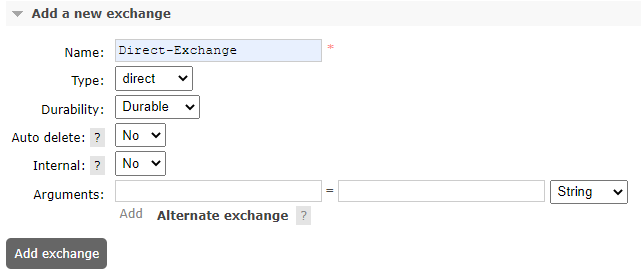 Add a new exchange
Name: Direct-Exchange *
Type: direct
Durability: Durable
Auto delete: ? No
Internal: ? No
Arguments: = String
Add Alternate exchange ?
Add exchange